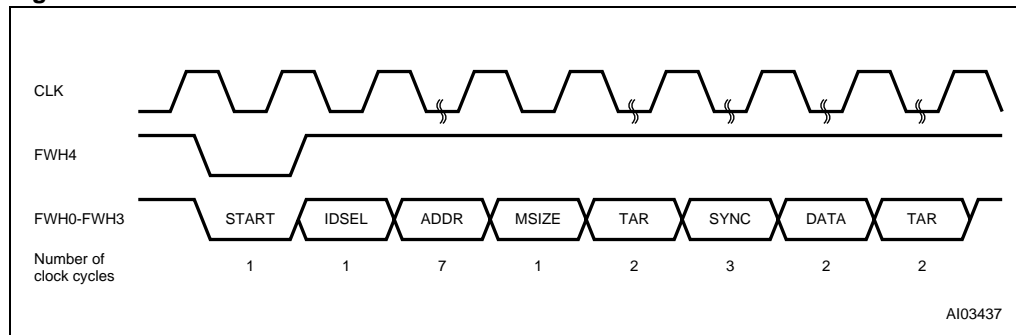 CLK
FWH4
FWH0-FWH3 START IDSEL ADDR MSIZE TAR SYNC DATA TAR
Number of
clock cycles 1 1 7 1 2 3 2 2
AI03437